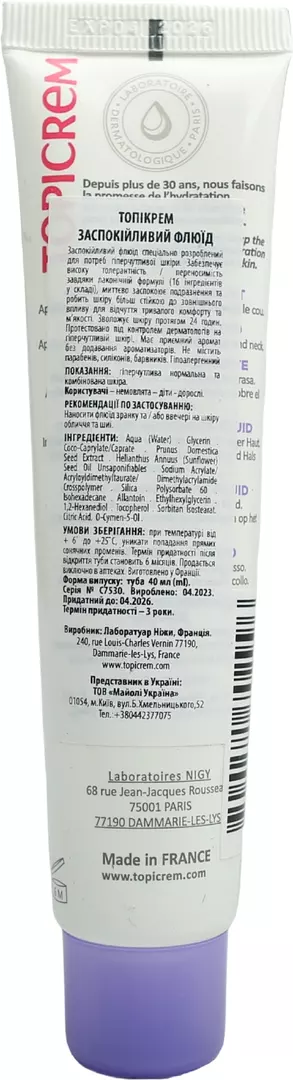 EXP04 2026
TOPICREM
LABORATOIRE
DERMATOLOGIQUE • PARIS
Depuis plus de 30 ans, nous faisons
la promesse de l'hydratation
ТОПІКРЕМ
ЗАСПОКІЙЛИВИЙ ФЛЮЇД
Заспокійливий флюїд спеціально розроблений
для потреб гіперчутливої шкіри. Забезпечує
високу толерантність / переносимість
завдяки лаконічній формулі (16 інгредієнтів
у складі), миттєво заспокоює подразнення та
робить шкіру більш стійкою до зовнішнього
впливу для відчуття тривалого комфорту та
м'якості. Зволожує шкіру протягом 24 годин.
Протестовано під контролем дерматологів на
гіперчутливій шкірі. Має приємний аромат
без додавання ароматизаторів. Не містить
парабенів, силіконів, барвників. Гіпоалергенний
ПОКАЗАННЯ: гіперчутлива нормальна та
комбінована шкіра.
Користувачі – немовлята – діти – дорослі.
РЕКОМЕНДАЦІЇ ПО ЗАСТОСУВАННЮ:
Наносити флюїд зранку та / або ввечері на шкіру
обличчя та шиї.
ІНГРЕДІЄНТИ: Aqua (Water) . Glycerin
Coco-Caprylate/Caprate . Prunus Domestica
Seed Extract . Helianthus Annuus (Sunflower)
Seed Oil Unsaponifiables . Sodium Acrylate/
Acryloyldimethyltaurate/ Dimethylacrylamide
Crosspolymer . Silica . Polysorbate 60 .
Isohexadecane . Allantoin . Ethylhexylglycerin .
1,2-Hexanediol . Tocopherol . Sorbitan Isostearat.
Citric Acid. O-Cymen-5-Ol.
УМОВИ ЗБЕРІГАННЯ: при температурі від
+ 6° до +25°С, уникати попадання прямих
сонячних променів. Термін придатності після
відкриття туби становить 6 місяців. Продається
виключно в аптеках. Виготовлено у Франції.
Форма випуску: туба 40 мл (ml).
Серія № C7530. Вироблено: 04.2023.
Придатний до: 04.2026.
Термін придатності – 3 роки.
Виробник: Лаборатуар Ніжи, Франція.
240, rue Louis-Charles Vernin 77190,
Dammarie-les-Lys, France
www.topicrem.com
Представник в Україні:
ТОВ «Майолі Україна»
01054, м.Київ, вул.Б.Хмельницького,52
Тел.:+380442377075
Laboratoires NIGY
68 rue Jean-Jacques Roussea
75001 PARIS
77190 DAMMARIE-LES-LYS
Made in FRANCE
www.topicrem.com